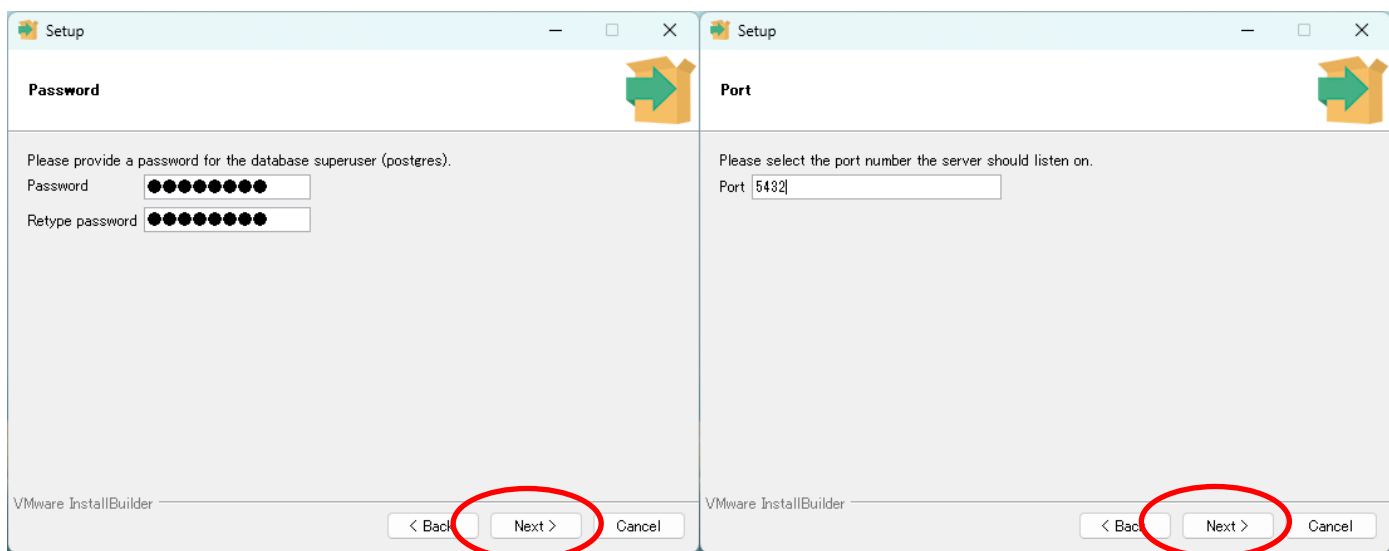 Setup
Password
Please provide a password for the database superuser (postgres).
Password ●●●●●●●●
Retype password ●●●●●●●●
VMware InstallBuilder
< Back Next > Cancel
Setup
Port
Please select the port number the server should listen on.
Port 5432
VMware InstallBuilder
< Back Next > Cancel